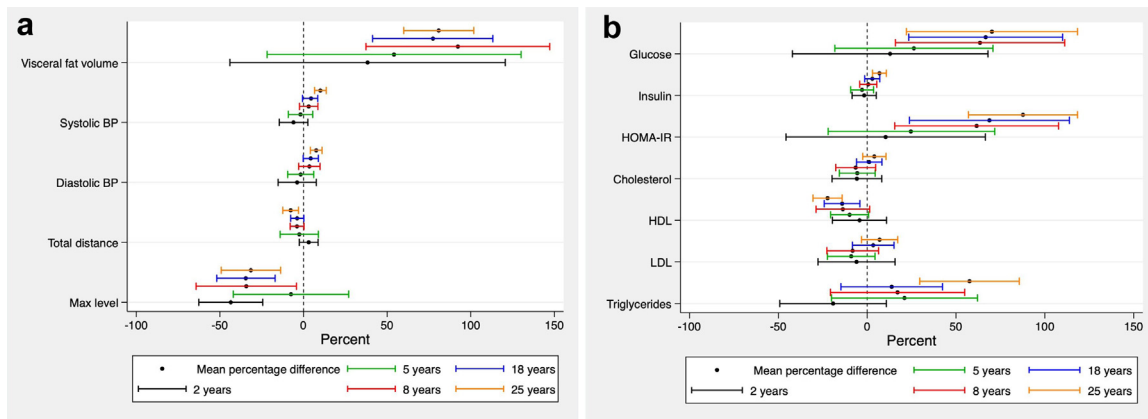 a
Visceral fat volume
Systolic BP
Diastolic BP
Total distance
Max level
-100 -50 0 50 100 150
Percent
Mean percentage difference 5 years 18 years
2 years 8 years 25 years
b
Glucose
Insulin
HOMA-IR
Cholesterol
HDL
LDL
Triglycerides
-100 -50 0 50 100 150
Percent
Mean percentage difference 5 years 18 years
2 years 8 years 25 years